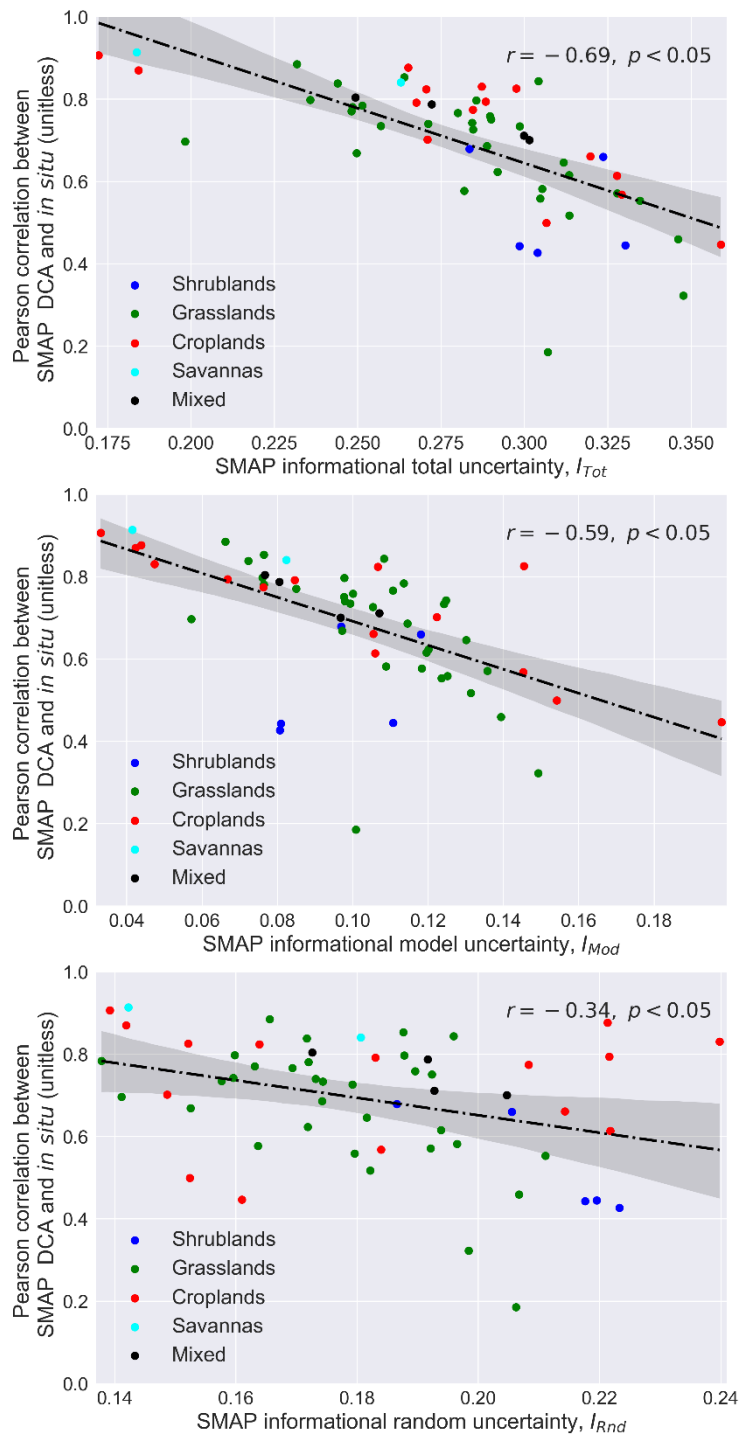 1.0
0.8
0.6
0.4
0.2
0.0
Pearson correlation between
SMAP DCA and in situ (unitless)
r = − 0.69, p < 0.05
Shrublands
Grasslands
Croplands
Savannas
Mixed
0.175 0.200 0.225 0.250 0.275 0.300 0.325 0.350
SMAP informational total uncertainty, I_Tot
1.0
0.8
0.6
0.4
0.2
0.0
Pearson correlation between
SMAP DCA and in situ (unitless)
r = − 0.59, p < 0.05
Shrublands
Grasslands
Croplands
Savannas
Mixed
0.04 0.06 0.08 0.10 0.12 0.14 0.16 0.18
SMAP informational model uncertainty, I_Mod
1.0
0.8
0.6
0.4
0.2
0.0
Pearson correlation between
SMAP DCA and in situ (unitless)
r = − 0.34, p < 0.05
Shrublands
Grasslands
Croplands
Savannas
Mixed
0.14 0.16 0.18 0.20 0.22 0.24
SMAP informational random uncertainty, I_Rnd